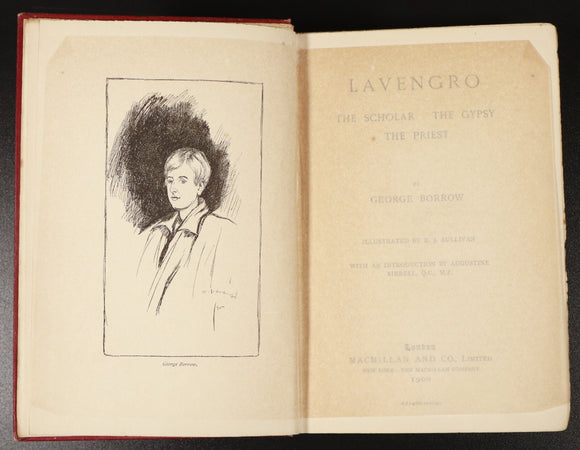 George Borrow.
LAVENGRO
THE SCHOLAR THE GYPSY
THE PRIEST
BY
GEORGE BORROW
ILLUSTRATED BY E. J. SULLIVAN
WITH AN INTRODUCTION BY AUGUSTINE
BIRRELL, Q.C., M.P.
London
MACMILLAN AND CO., LIMITED
NEW YORK: THE MACMILLAN COMPANY
1900